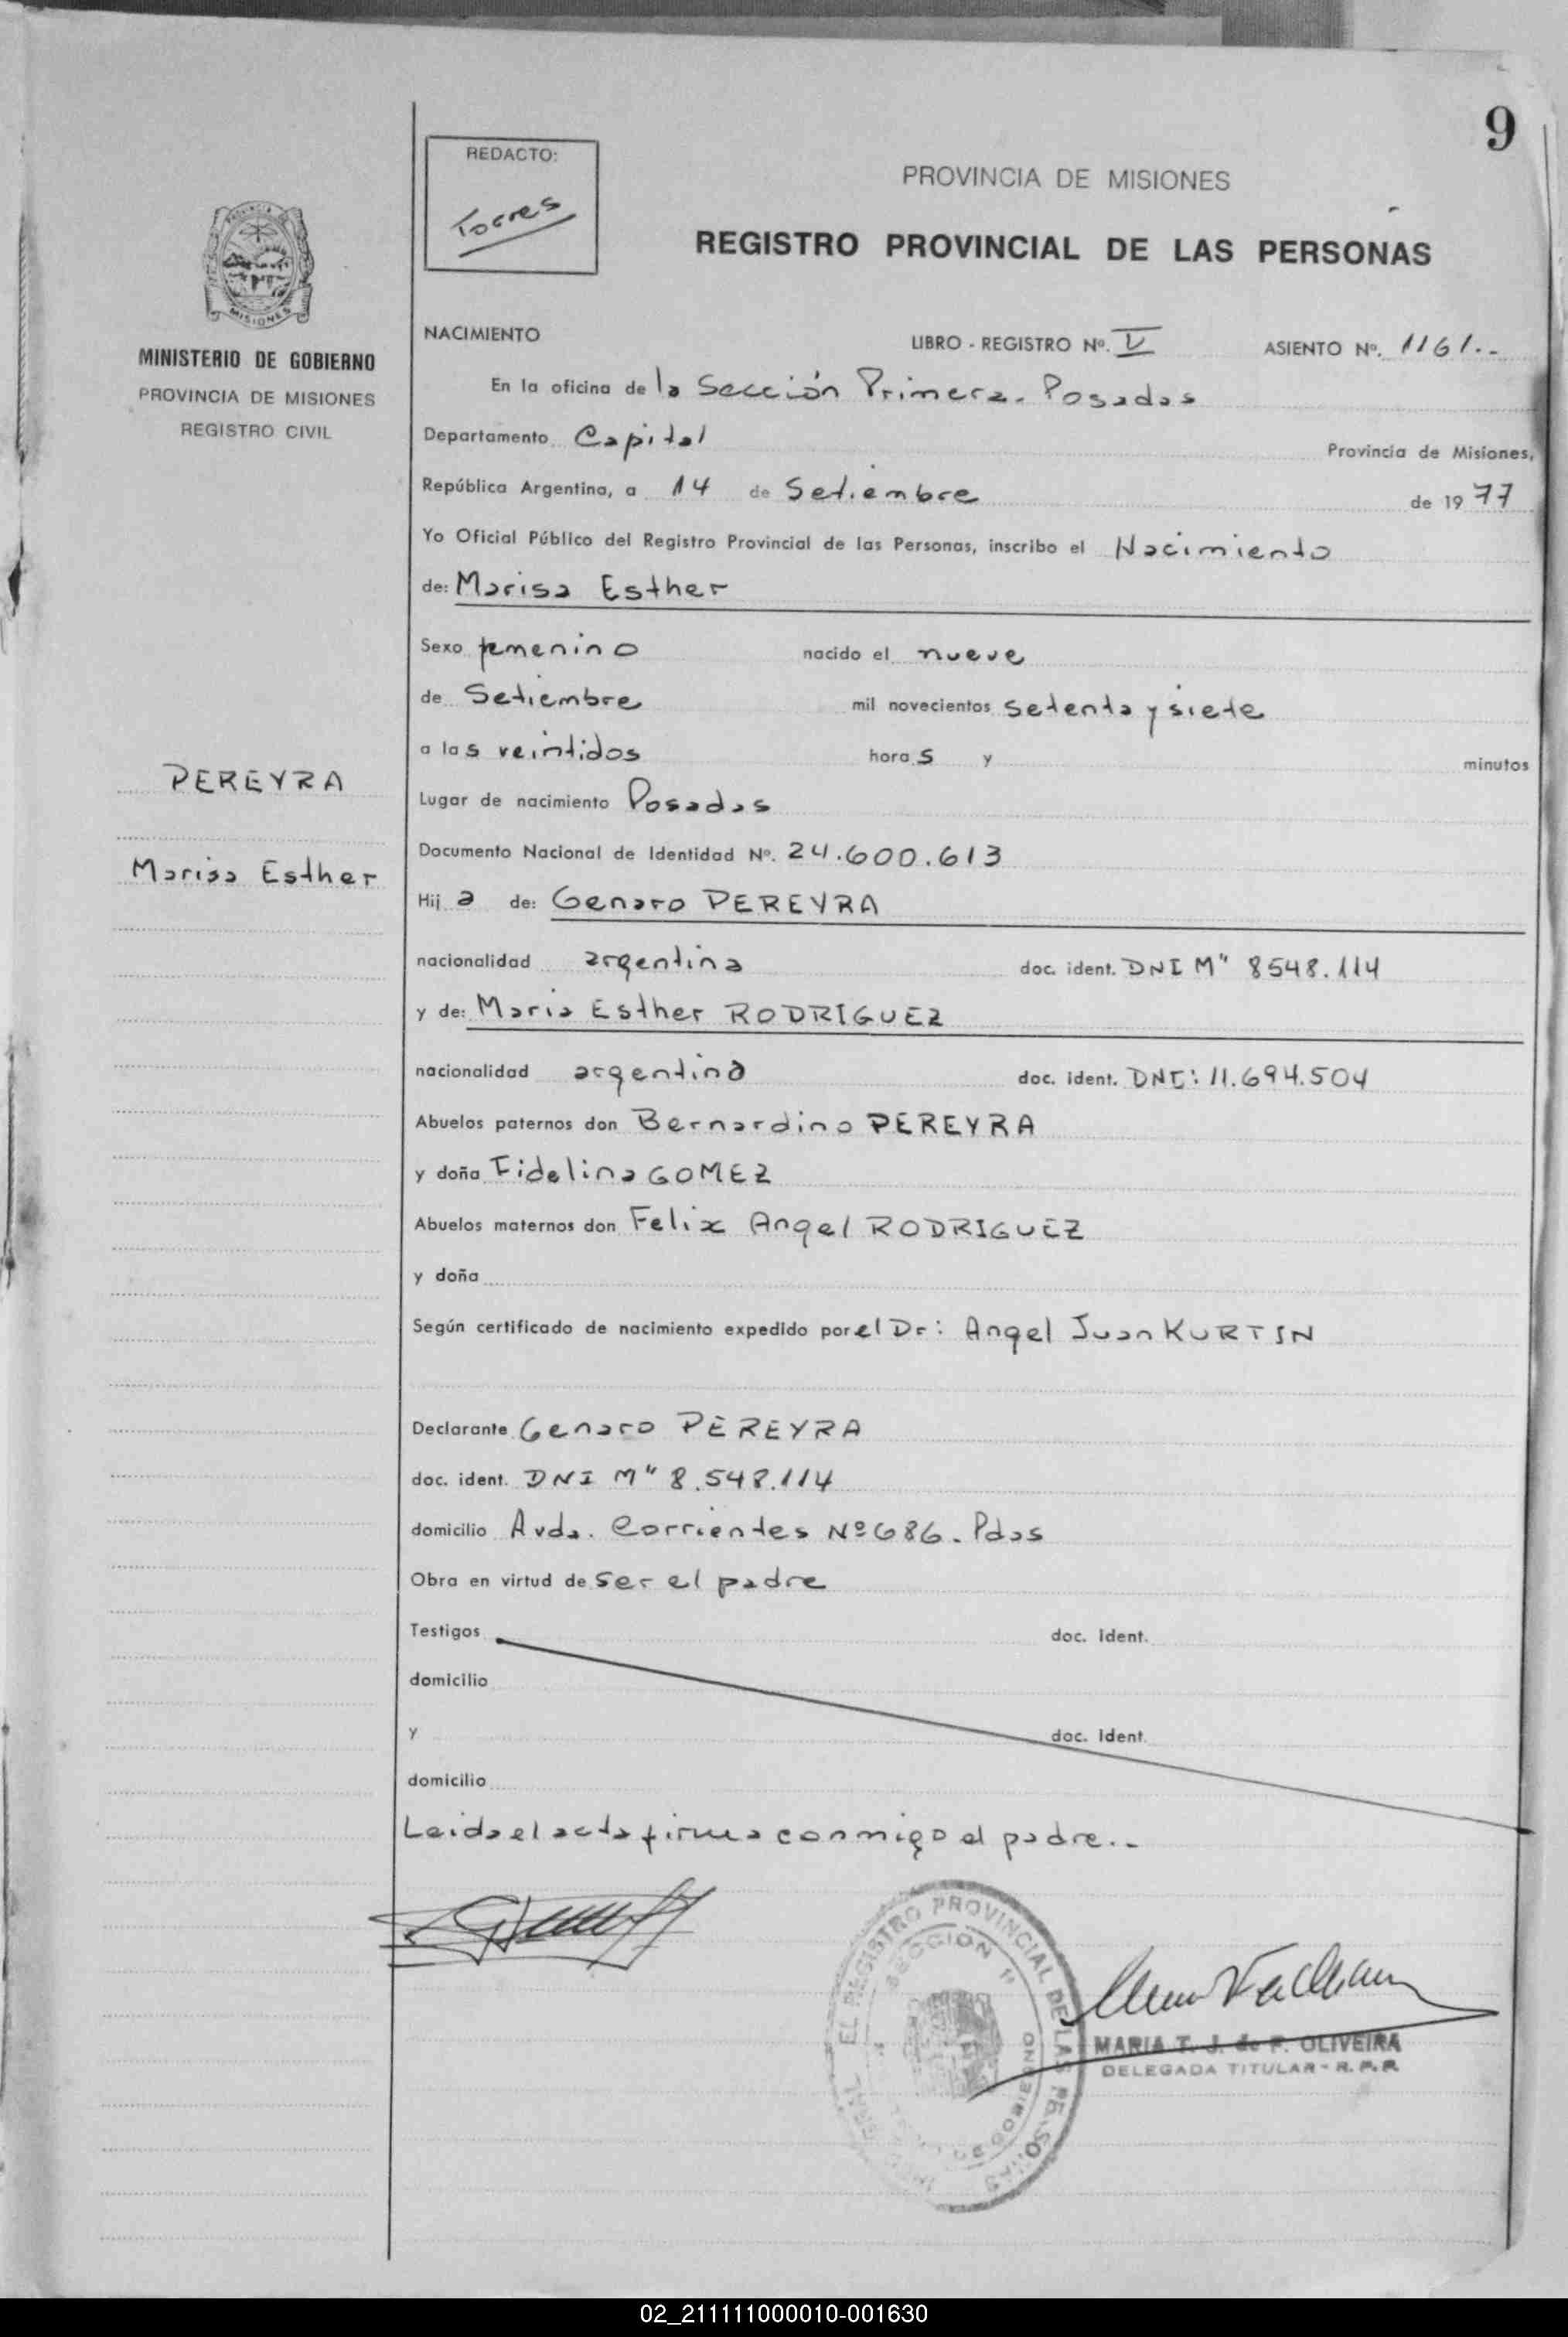 9
REDACTO:
Torres
PROVINCIA DE MISIONES
REGISTRO PROVINCIAL DE LAS PERSONAS
MISIONES
MINISTERIO DE GOBIERNO
PROVINCIA DE MISIONES
REGISTRO CIVIL
NACIMIENTO LIBRO - REGISTRO Nº. V ASIENTO Nº. 1161.-
En la oficina de la Sección Primera. Posadas
Departamento Capital Provincia de Misiones,
República Argentina, a 14 de Setiembre de 1977
Yo Oficial Público del Registro Provincial de las Personas, inscribo el Nacimiento
de: Marisa Esther
Sexo femenino nacido el nueve
de Setiembre mil novecientos setenta y siete
a las veintidos horas y minutos
PEREYRA
Lugar de nacimiento Posadas
Documento Nacional de Identidad Nº. 24.600.613
Marisa Esther
Hija de: Genaro PEREYRA
nacionalidad argentina doc. ident. DNI M" 8548.114
y de: Maria Esther RODRIGUEZ
nacionalidad argentina doc. ident. DNI: 11.694.504
Abuelos paternos don Bernardino PEREYRA
y doña Fidelina GOMEZ
Abuelos maternos don Felix Angel RODRIGUEZ
y doña
Según certificado de nacimiento expedido por el Dr: Angel Juan KURTIN
Declarante Genaro PEREYRA
doc. ident. DNI M" 8.548.114
domicilio Avda. Corrientes Nº 686. Pdas
Obra en virtud de ser el padre
Testigos doc. ident.
domicilio
y doc. ident.
domicilio
Leida el acta firma conmigo el padre.-
EL REGISTRO PROVINCIAL DE LAS PERSONAS
SECCION 1ª
DE GOBIERNO
MARIA T. J. de F. OLIVEIRA
DELEGADA TITULAR - R. P. P.
02_211111000010-001630